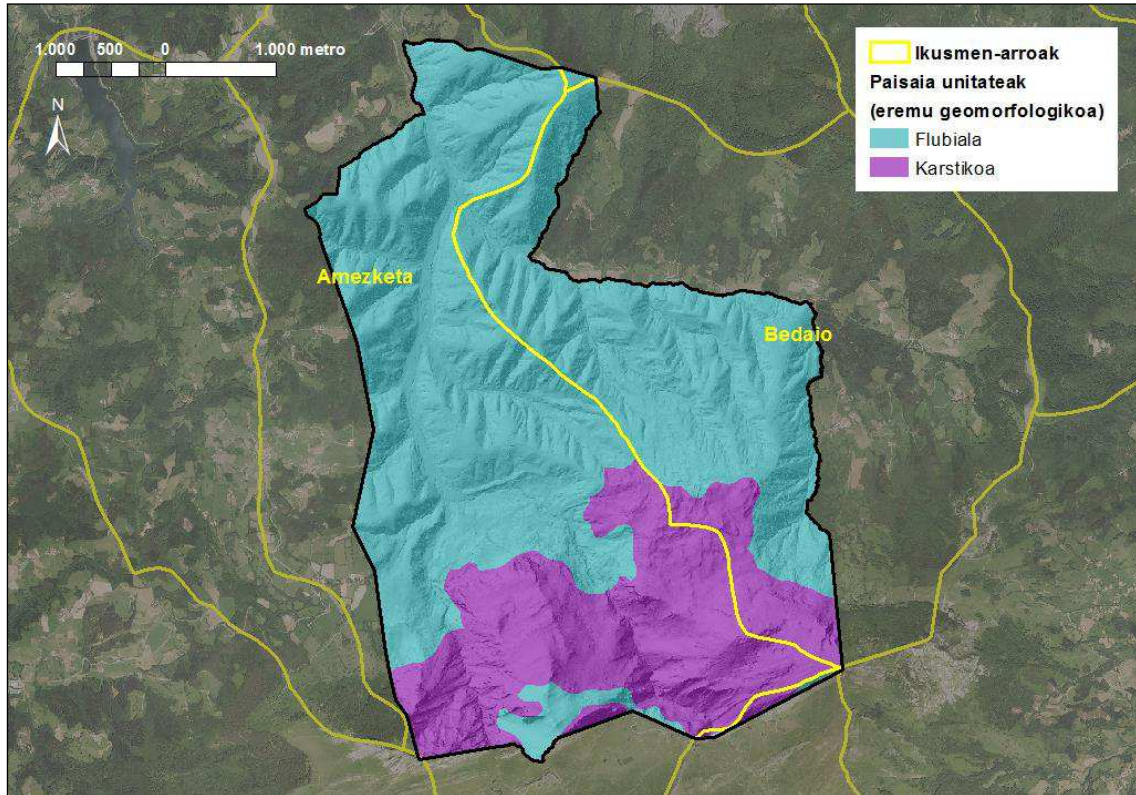 1.000 500 0 1.000 metro
N
Ikusmen-arroak
Paisaia unitateak
(eremu geomorfologikoa)
Flubiala
Karstikoa
Amezketa
Bedaio